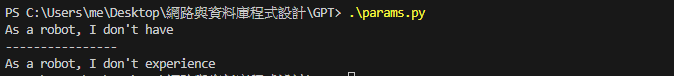 PS C:\Users\me\Desktop\網路與資料庫程式設計\GPT> .\params.py
As a robot, I don't have
----------------
As a robot, I don't experience